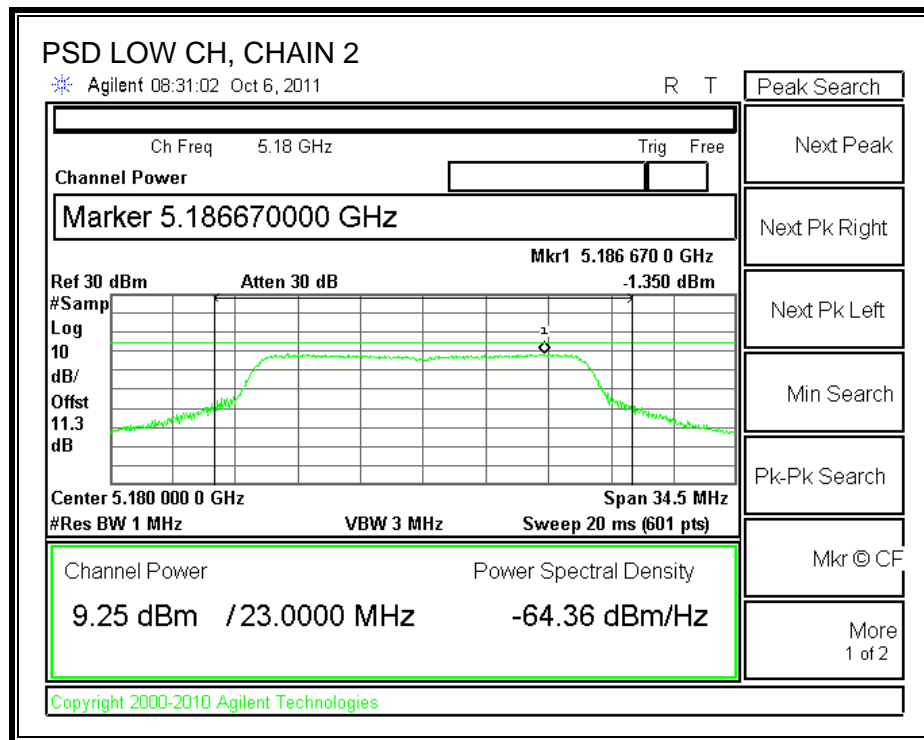 PSD LOW CH, CHAIN 2
Agilent 08:31:02 Oct 6, 2011 R T
Ch Freq 5.18 GHz Trig Free
Channel Power
Marker 5.186670000 GHz
Mkr1 5.186 670 0 GHz
Ref 30 dBm Atten 30 dB -1.350 dBm
#Samp
Log
10
dB/
Offst
11.3
dB
1
Center 5.180 000 0 GHz Span 34.5 MHz
#Res BW 1 MHz VBW 3 MHz Sweep 20 ms (601 pts)
Channel Power Power Spectral Density
9.25 dBm / 23.0000 MHz -64.36 dBm/Hz
Copyright 2000-2010 Agilent Technologies
Peak Search
Next Peak
Next Pk Right
Next Pk Left
Min Search
Pk-Pk Search
Mkr © CF
More
1 of 2